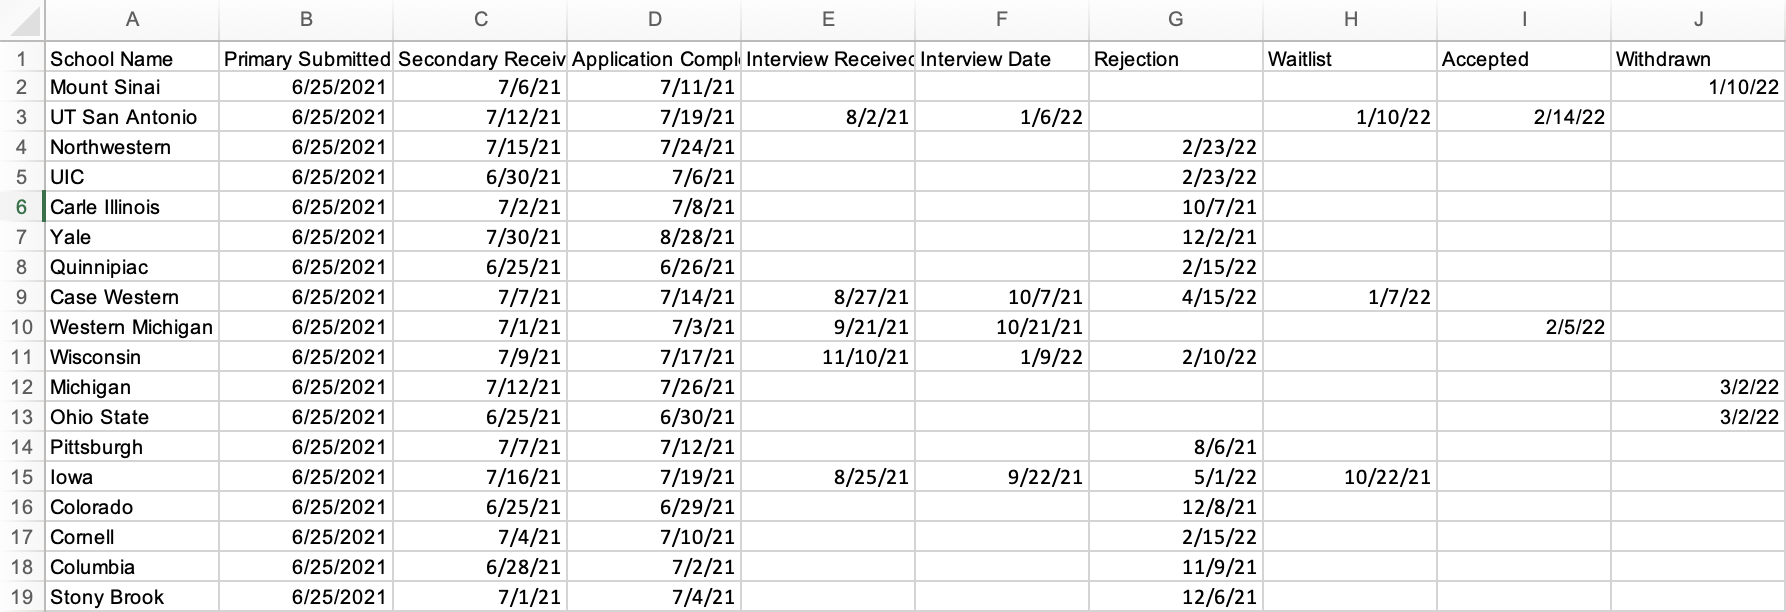 A B C D E F G H I J
1 School Name Primary Submitted Secondary Receiv Application Compl Interview Received Interview Date Rejection Waitlist Accepted Withdrawn
2 Mount Sinai 6/25/2021 7/6/21 7/11/21 1/10/22
3 UT San Antonio 6/25/2021 7/12/21 7/19/21 8/2/21 1/6/22 1/10/22 2/14/22
4 Northwestern 6/25/2021 7/15/21 7/24/21 2/23/22
5 UIC 6/25/2021 6/30/21 7/6/21 2/23/22
6 Carle Illinois 6/25/2021 7/2/21 7/8/21 10/7/21
7 Yale 6/25/2021 7/30/21 8/28/21 12/2/21
8 Quinnipiac 6/25/2021 6/25/21 6/26/21 2/15/22
9 Case Western 6/25/2021 7/7/21 7/14/21 8/27/21 10/7/21 4/15/22 1/7/22
10 Western Michigan 6/25/2021 7/1/21 7/3/21 9/21/21 10/21/21 2/5/22
11 Wisconsin 6/25/2021 7/9/21 7/17/21 11/10/21 1/9/22 2/10/22
12 Michigan 6/25/2021 7/12/21 7/26/21 3/2/22
13 Ohio State 6/25/2021 6/25/21 6/30/21 3/2/22
14 Pittsburgh 6/25/2021 7/7/21 7/12/21 8/6/21
15 Iowa 6/25/2021 7/16/21 7/19/21 8/25/21 9/22/21 5/1/22 10/22/21
16 Colorado 6/25/2021 6/25/21 6/29/21 12/8/21
17 Cornell 6/25/2021 7/4/21 7/10/21 2/15/22
18 Columbia 6/25/2021 6/28/21 7/2/21 11/9/21
19 Stony Brook 6/25/2021 7/1/21 7/4/21 12/6/21